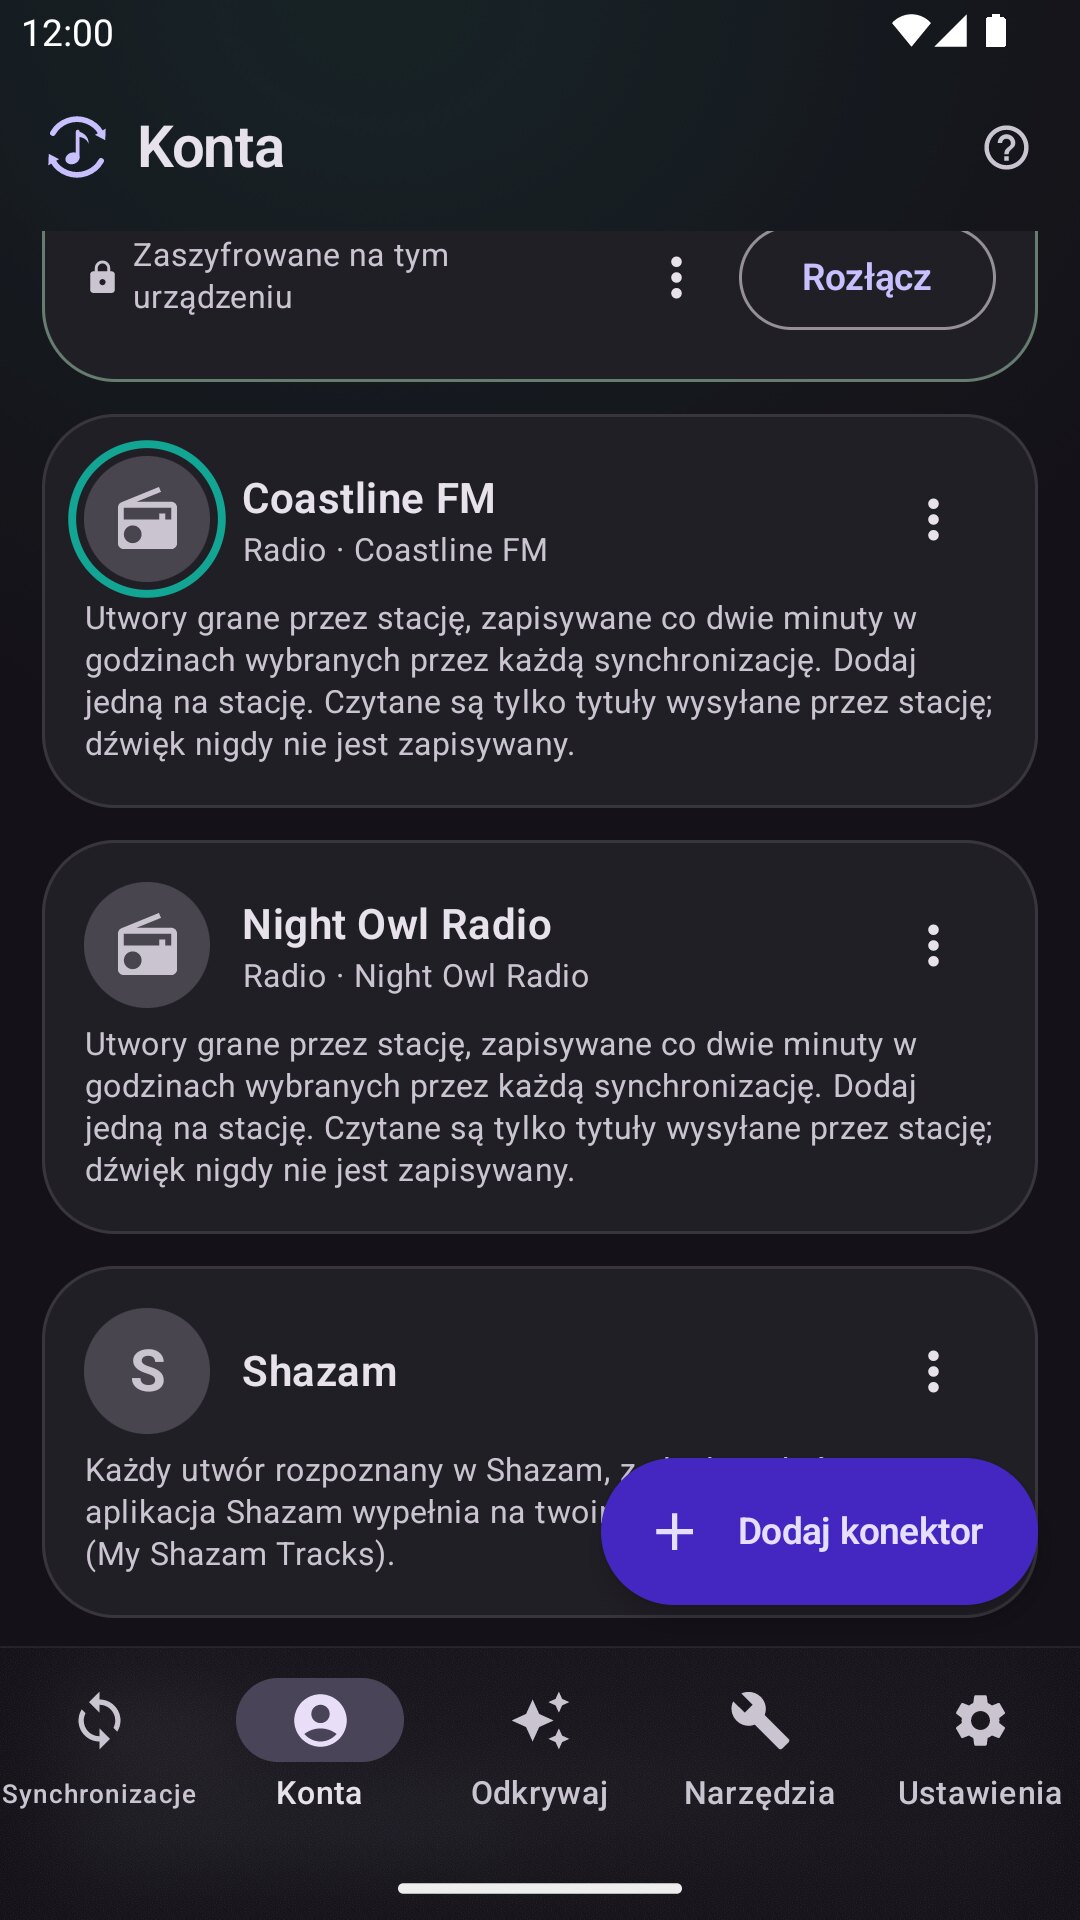 12:00
Konta
Zaszyfrowane na tym
urządzeniu
Rozłącz
Coastline FM
Radio · Coastline FM
Utwory grane przez stację, zapisywane co dwie minuty w
godzinach wybranych przez każdą synchronizację. Dodaj
jedną na stację. Czytane są tylko tytuły wysyłane przez stację;
dźwięk nigdy nie jest zapisywany.
Night Owl Radio
Radio · Night Owl Radio
Utwory grane przez stację, zapisywane co dwie minuty w
godzinach wybranych przez każdą synchronizację. Dodaj
jedną na stację. Czytane są tylko tytuły wysyłane przez stację;
dźwięk nigdy nie jest zapisywany.
S
Shazam
Każdy utwór rozpoznany w Shazam,
aplikacja Shazam wypełnia na
(My Shazam Tracks).
Dodaj konektor
Synchronizacje
Konta
Odkrywaj
Narzędzia
Ustawienia